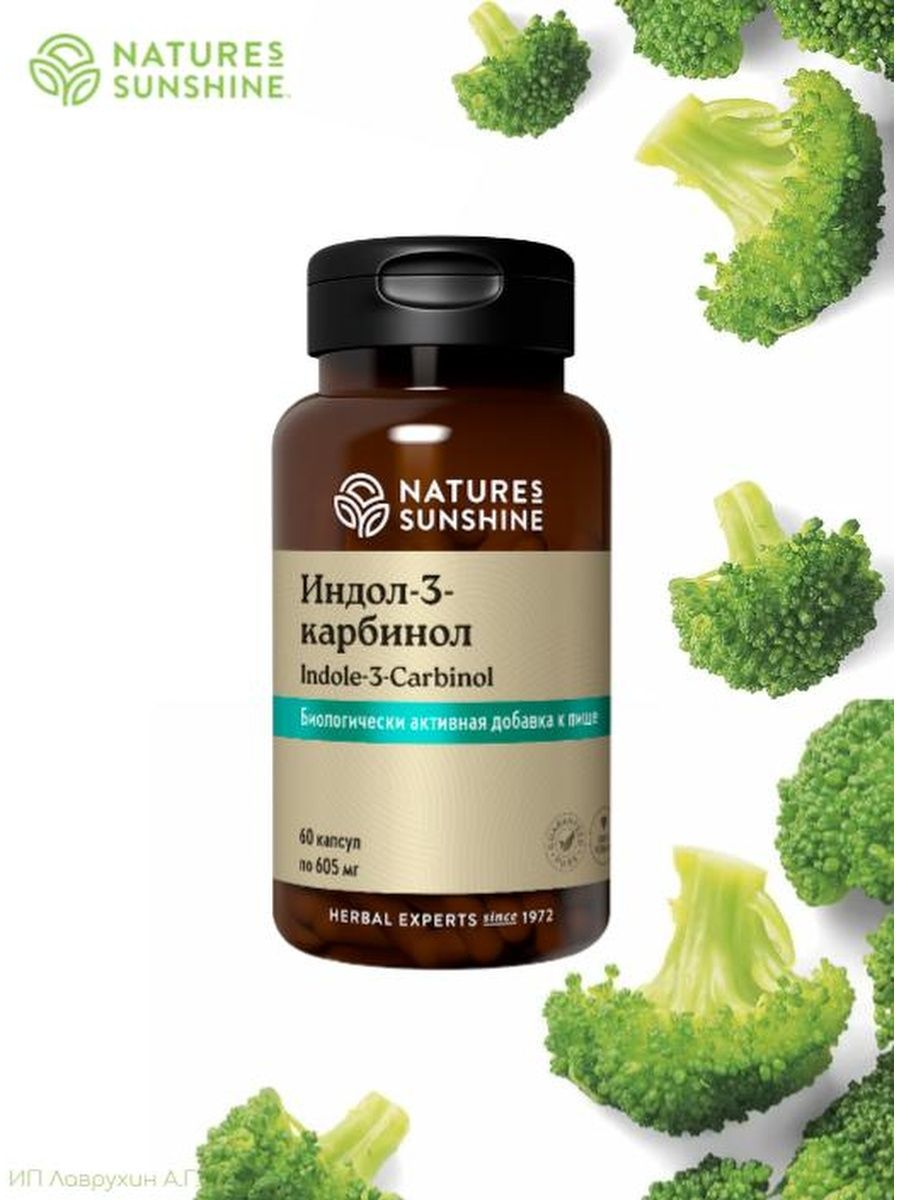 NATURES
SUNSHINE
NATURES
SUNSHINE
Индол-3-
карбинол
Indole-3-Carbinol
Биологически активная добавка к пище
60 капсул
по 605 мг
HERBAL EXPERTS since 1972
ИП Лаврухин А.Г.